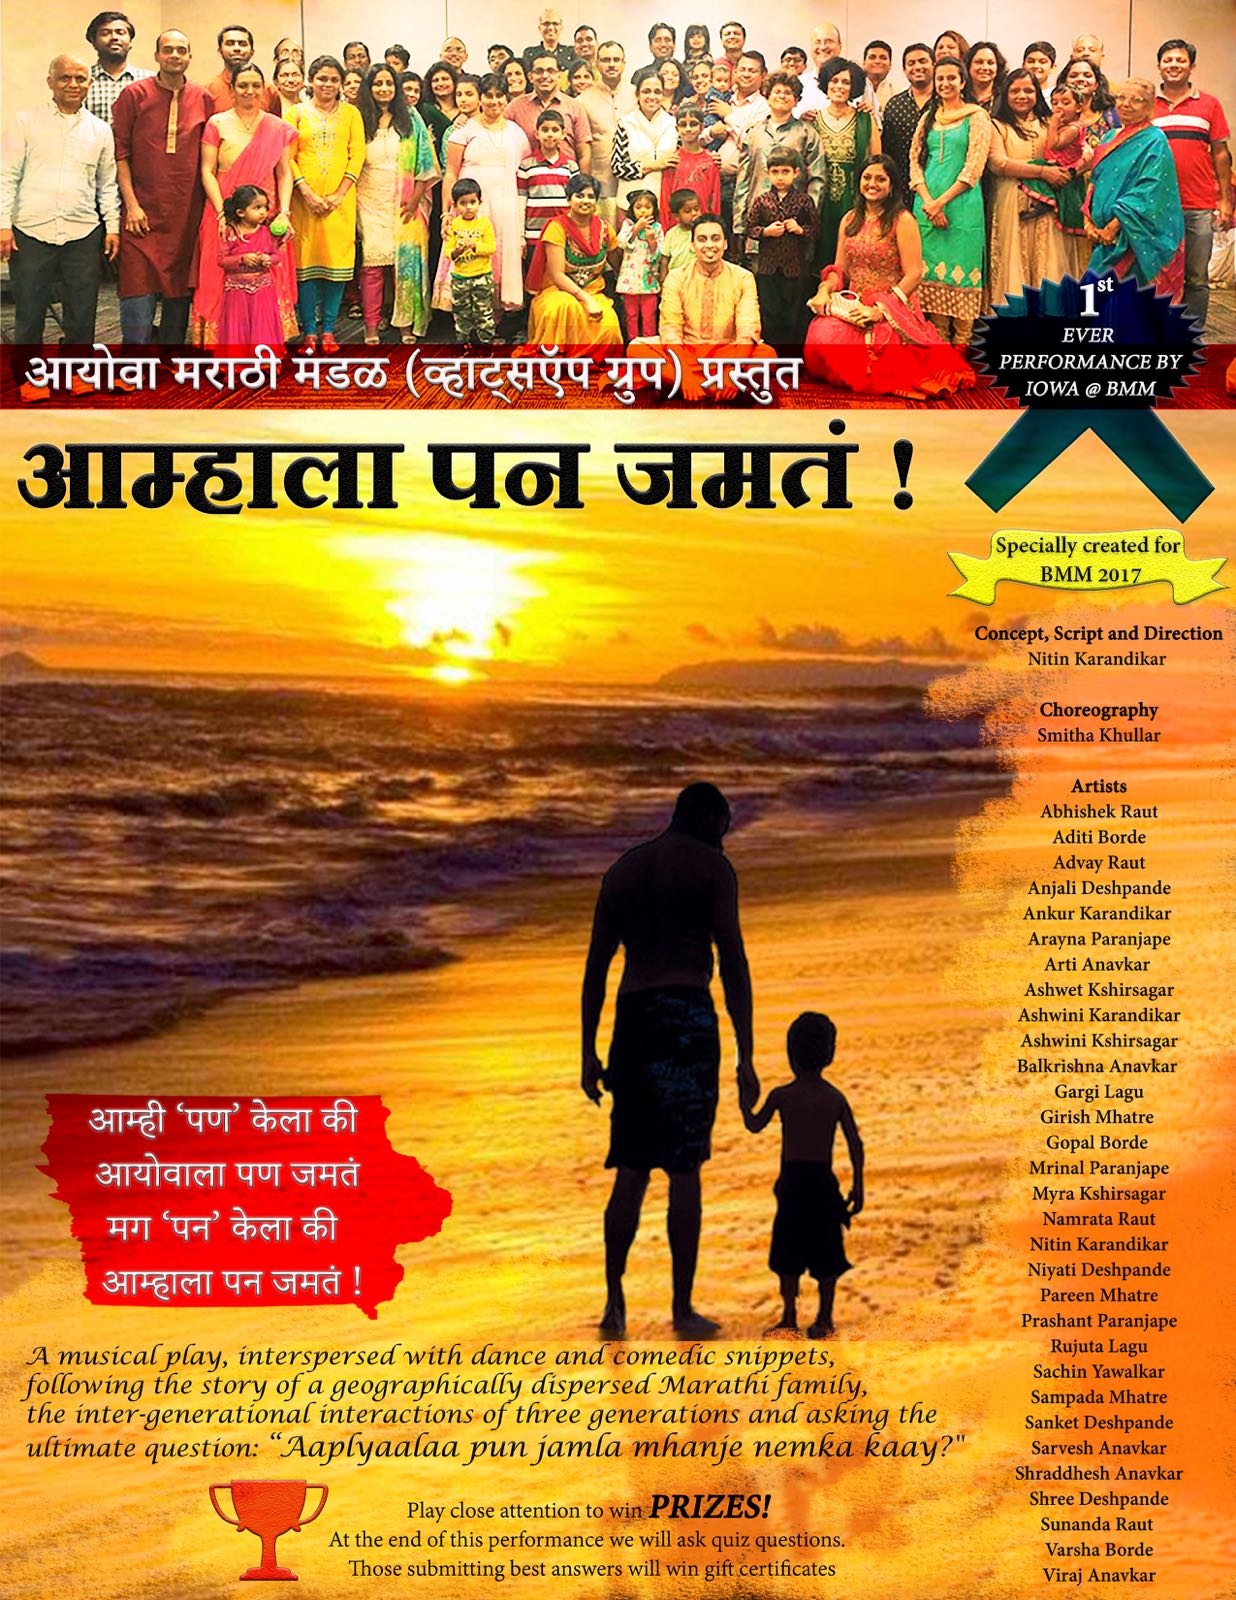 आयोवा मराठी मंडळ (व्हाट्सऍप ग्रुप) प्रस्तुत
1st
EVER
PERFORMANCE BY
IOWA @ BMM
आम्हाला पन जमतं !
Specially created for
BMM 2017
Concept, Script and Direction
Nitin Karandikar
Choreography
Smitha Khullar
Artists
Abhishek Raut
Aditi Borde
Advay Raut
Anjali Deshpande
Ankur Karandikar
Arayna Paranjape
Arti Anavkar
Ashwet Kshirsagar
Ashwini Karandikar
Ashwini Kshirsagar
Balkrishna Anavkar
Gargi Lagu
Girish Mhatre
Gopal Borde
Mrinal Paranjape
Myra Kshirsagar
Namrata Raut
Nitin Karandikar
Niyati Deshpande
Pareen Mhatre
Prashant Paranjape
Rujuta Lagu
Sachin Yawalkar
Sampada Mhatre
Sanket Deshpande
Sarvesh Anavkar
Shraddhesh Anavkar
Shree Deshpande
Sunanda Raut
Varsha Borde
Viraj Anavkar
आम्ही ‘पण’ केला की
आयोवाला पण जमतं
मग ‘पन’ केला की
आम्हाला पन जमतं !
A musical play, interspersed with dance and comedic snippets,
following the story of a geographically dispersed Marathi family,
the inter-generational interactions of three generations and asking the
ultimate question: “Aaplyaalaa pun jamla mhanje nemka kaay?"
Play close attention to win PRIZES!
At the end of this performance we will ask quiz questions.
Those submitting best answers will win gift certificates